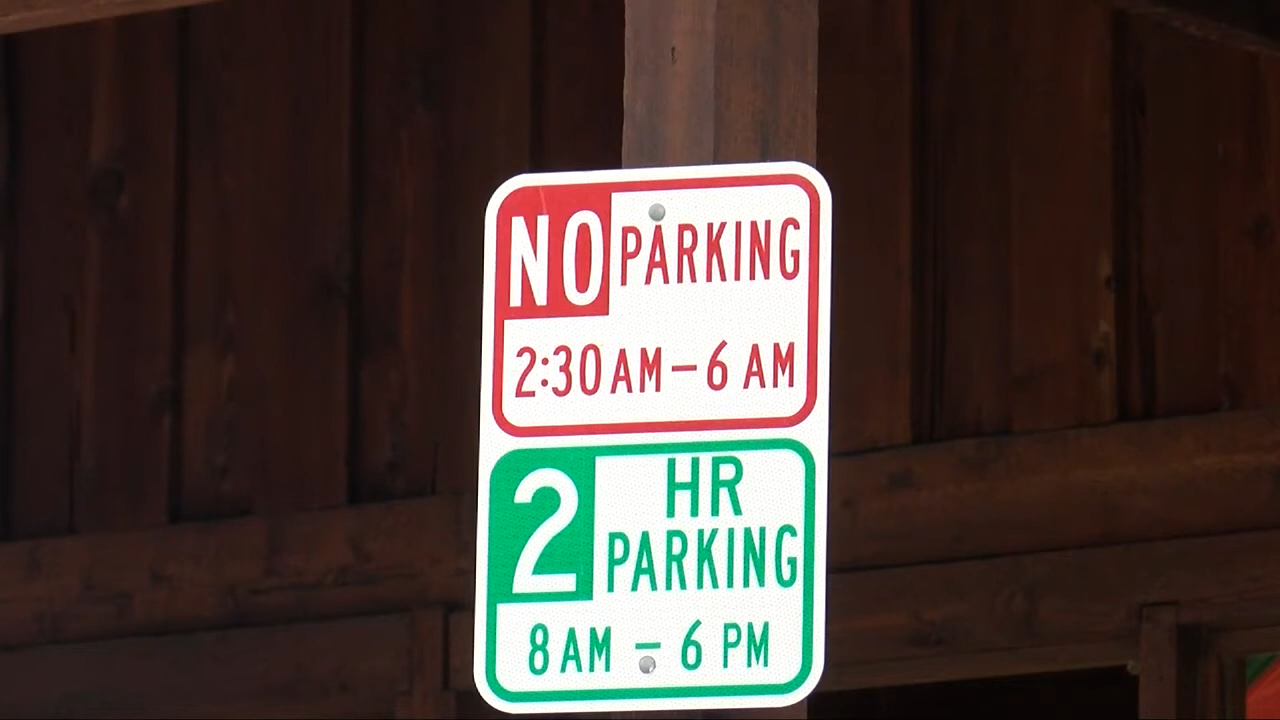 NO PARKING
2:30 AM – 6 AM
2 HR
PARKING
8 AM – 6 PM